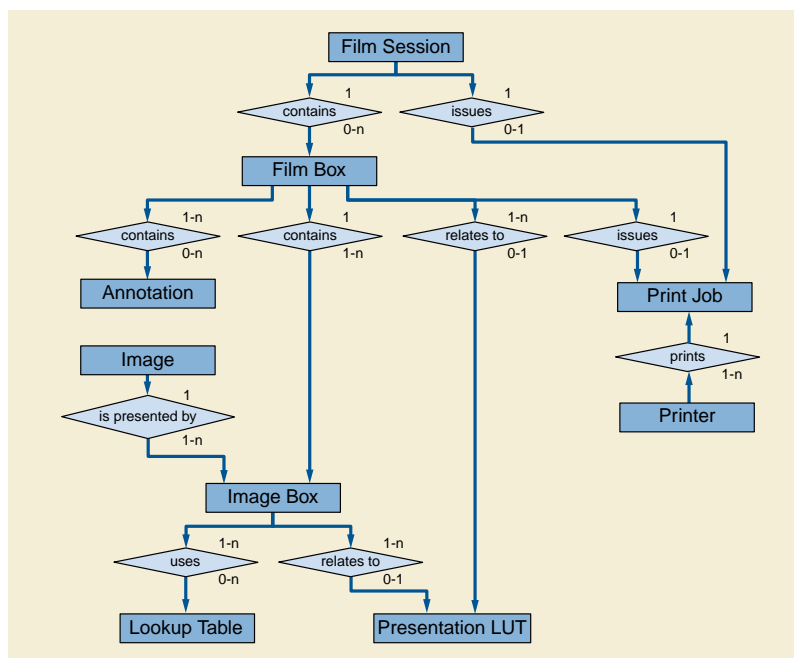 Film Session
1
1
contains
issues
0-n
0-1
Film Box
1-n
1
1-n
1
contains
contains
relates to
issues
0-n
1-n
0-1
0-1
Annotation
Print Job
Image
1
prints
1-n
1
is presented by
Printer
1-n
Image Box
1-n
1-n
uses
relates to
0-n
0-1
Lookup Table
Presentation LUT